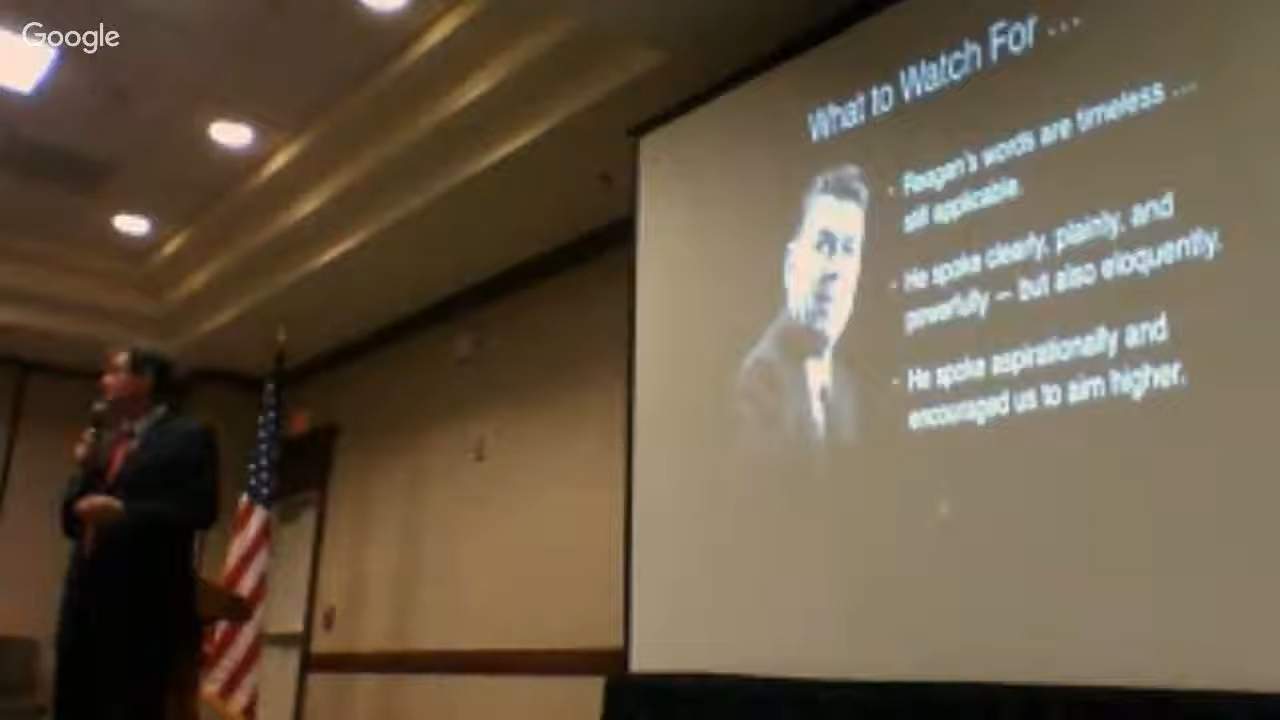 Google
What to Watch For ...
- Reagan's words are timeless ...
still applicable.
- He spoke clearly, plainly, and
powerfully – but also eloquently.
- He spoke aspirationally and
encouraged us to aim higher.